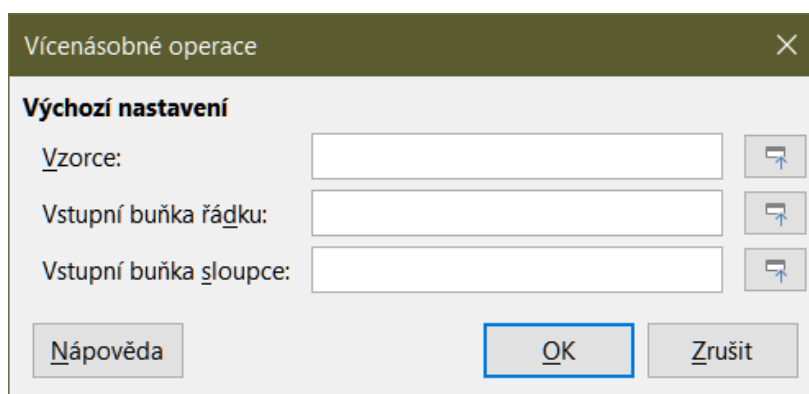 Vícenásobné operace
Výchozí nastavení
Vzorce:
Vstupní buňka řádku:
Vstupní buňka sloupce:
Nápověda
OK
Zrušit